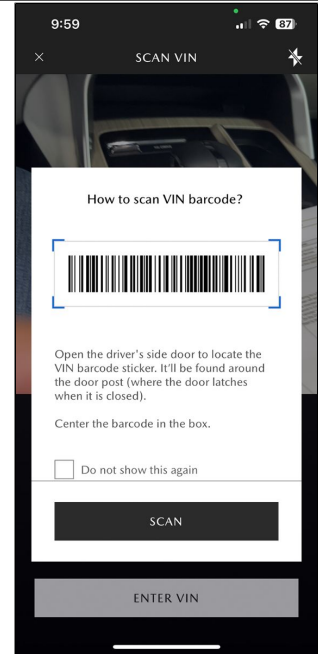 9:59
87
SCAN VIN
How to scan VIN barcode?
Open the driver's side door to locate the
VIN barcode sticker. It'll be found around
the door post (where the door latches
when it is closed).
Center the barcode in the box.
Do not show this again
SCAN
ENTER VIN